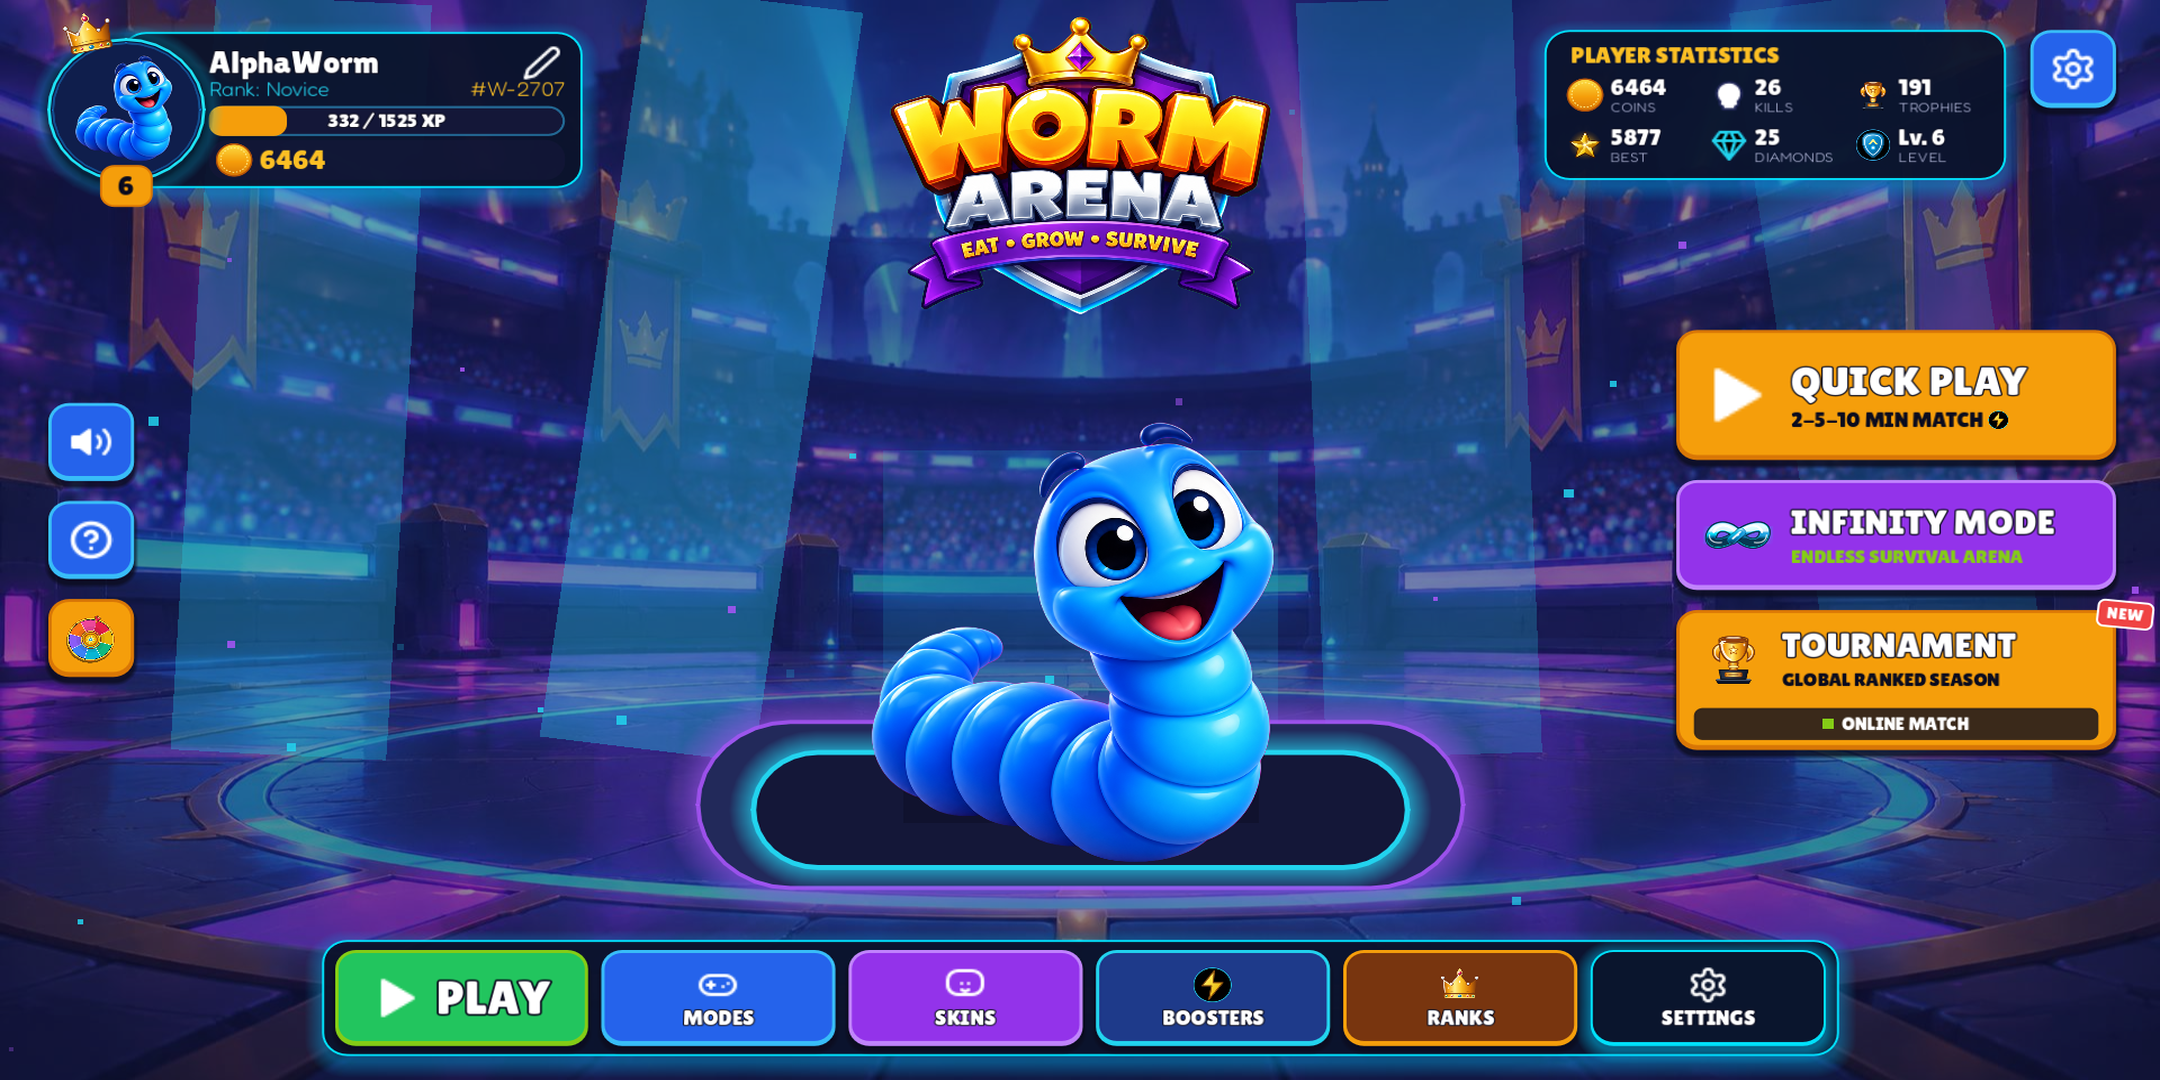 AlphaWorm
Rank: Novice
#W-2707
332 / 1525 XP
6464
6
WORM
ARENA
EAT • GROW • SURVIVE
PLAYER STATISTICS
6464
COINS
26
KILLS
191
TROPHIES
5877
BEST
25
DIAMONDS
Lv. 6
LEVEL
QUICK PLAY
2–5–10 MIN MATCH
INFINITY MODE
ENDLESS SURVIVAL ARENA
NEW
TOURNAMENT
GLOBAL RANKED SEASON
ONLINE MATCH
PLAY
MODES
SKINS
BOOSTERS
RANKS
SETTINGS